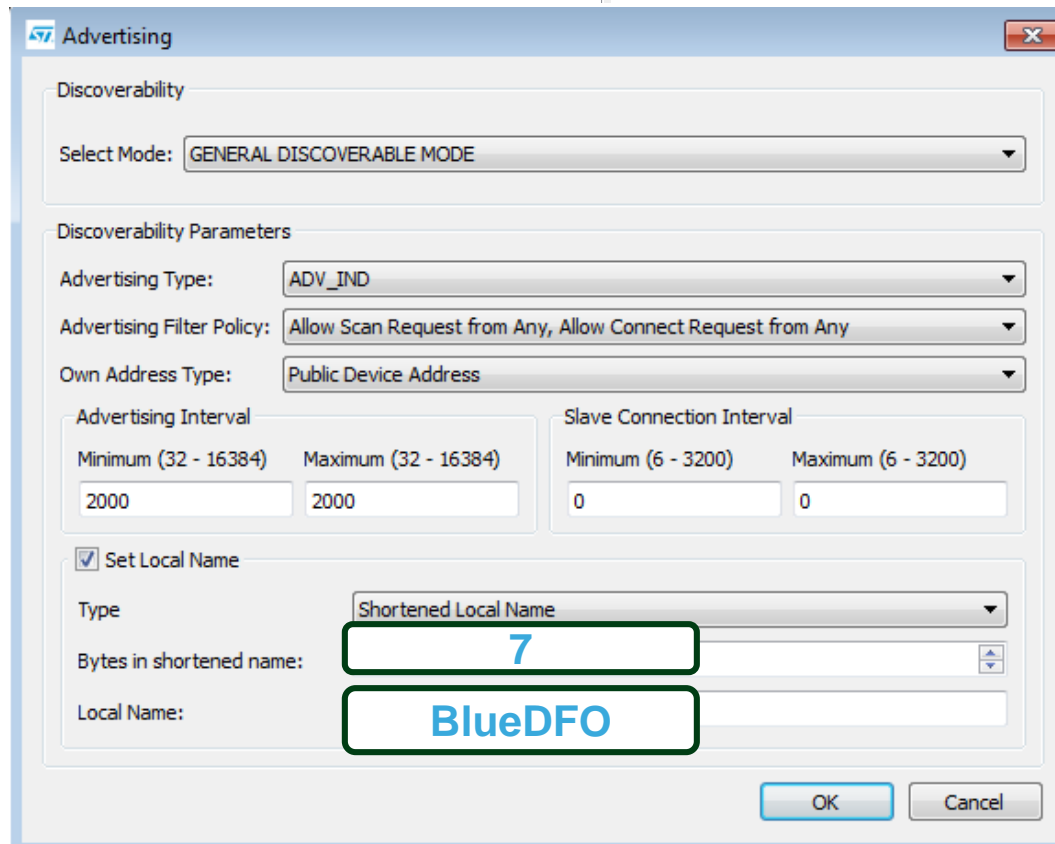 Advertising
Discoverability
Select Mode: GENERAL DISCOVERABLE MODE
Discoverability Parameters
Advertising Type: ADV_IND
Advertising Filter Policy: Allow Scan Request from Any, Allow Connect Request from Any
Own Address Type: Public Device Address
Advertising Interval Slave Connection Interval
Minimum (32 - 16384) Maximum (32 - 16384) Minimum (6 - 3200) Maximum (6 - 3200)
2000 2000 0 0
Set Local Name
Type Shortened Local Name
Bytes in shortened name: 7
Local Name: BlueDFO
OK Cancel